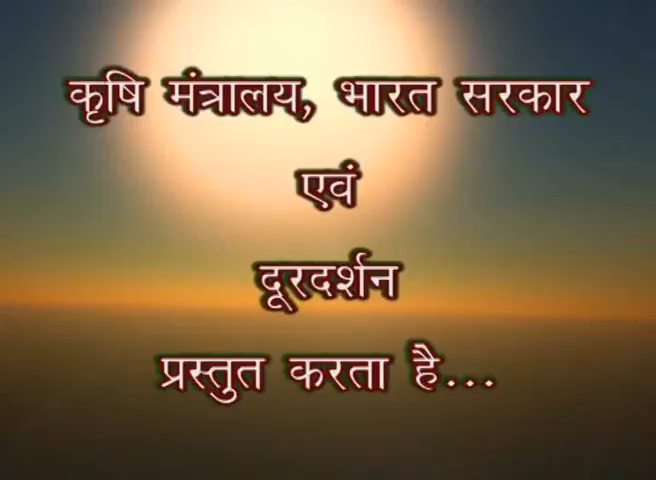 कृषि मंत्रालय, भारत सरकार
एवं
दूरदर्शन
प्रस्तुत करता है...